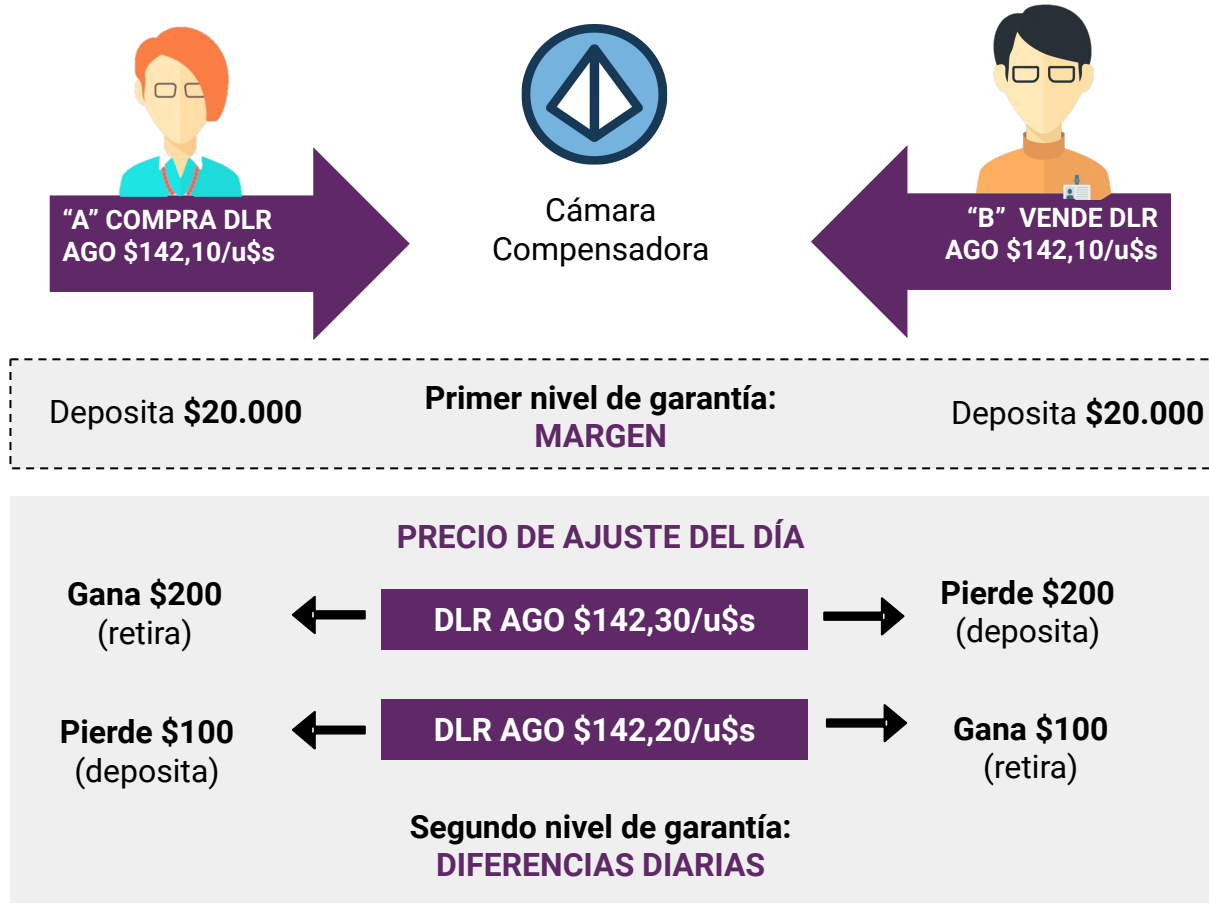 “A” COMPRA DLR
AGO $142,10/u$s
Cámara
Compensadora
“B” VENDE DLR
AGO $142,10/u$s
Deposita $20.000
Primer nivel de garantía:
MARGEN
Deposita $20.000
PRECIO DE AJUSTE DEL DÍA
Gana $200
(retira)
DLR AGO $142,30/u$s
Pierde $200
(deposita)
Pierde $100
(deposita)
DLR AGO $142,20/u$s
Gana $100
(retira)
Segundo nivel de garantía:
DIFERENCIAS DIARIAS